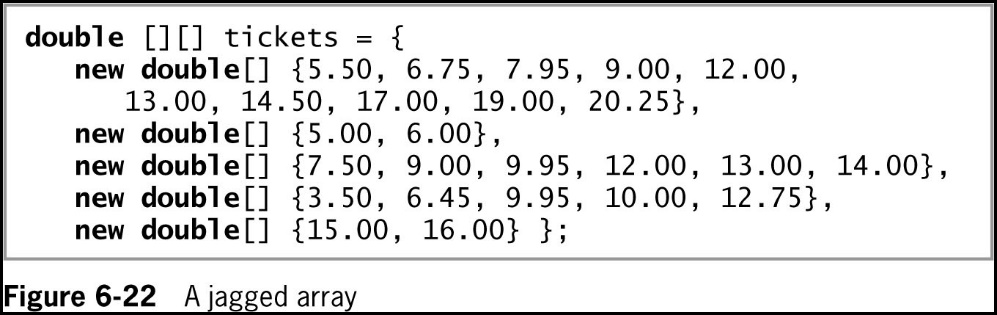 double [][] tickets = {
new double[] {5.50, 6.75, 7.95, 9.00, 12.00,
13.00, 14.50, 17.00, 19.00, 20.25},
new double[] {5.00, 6.00},
new double[] {7.50, 9.00, 9.95, 12.00, 13.00, 14.00},
new double[] {3.50, 6.45, 9.95, 10.00, 12.75},
new double[] {15.00, 16.00} };
Figure 6-22 A jagged array